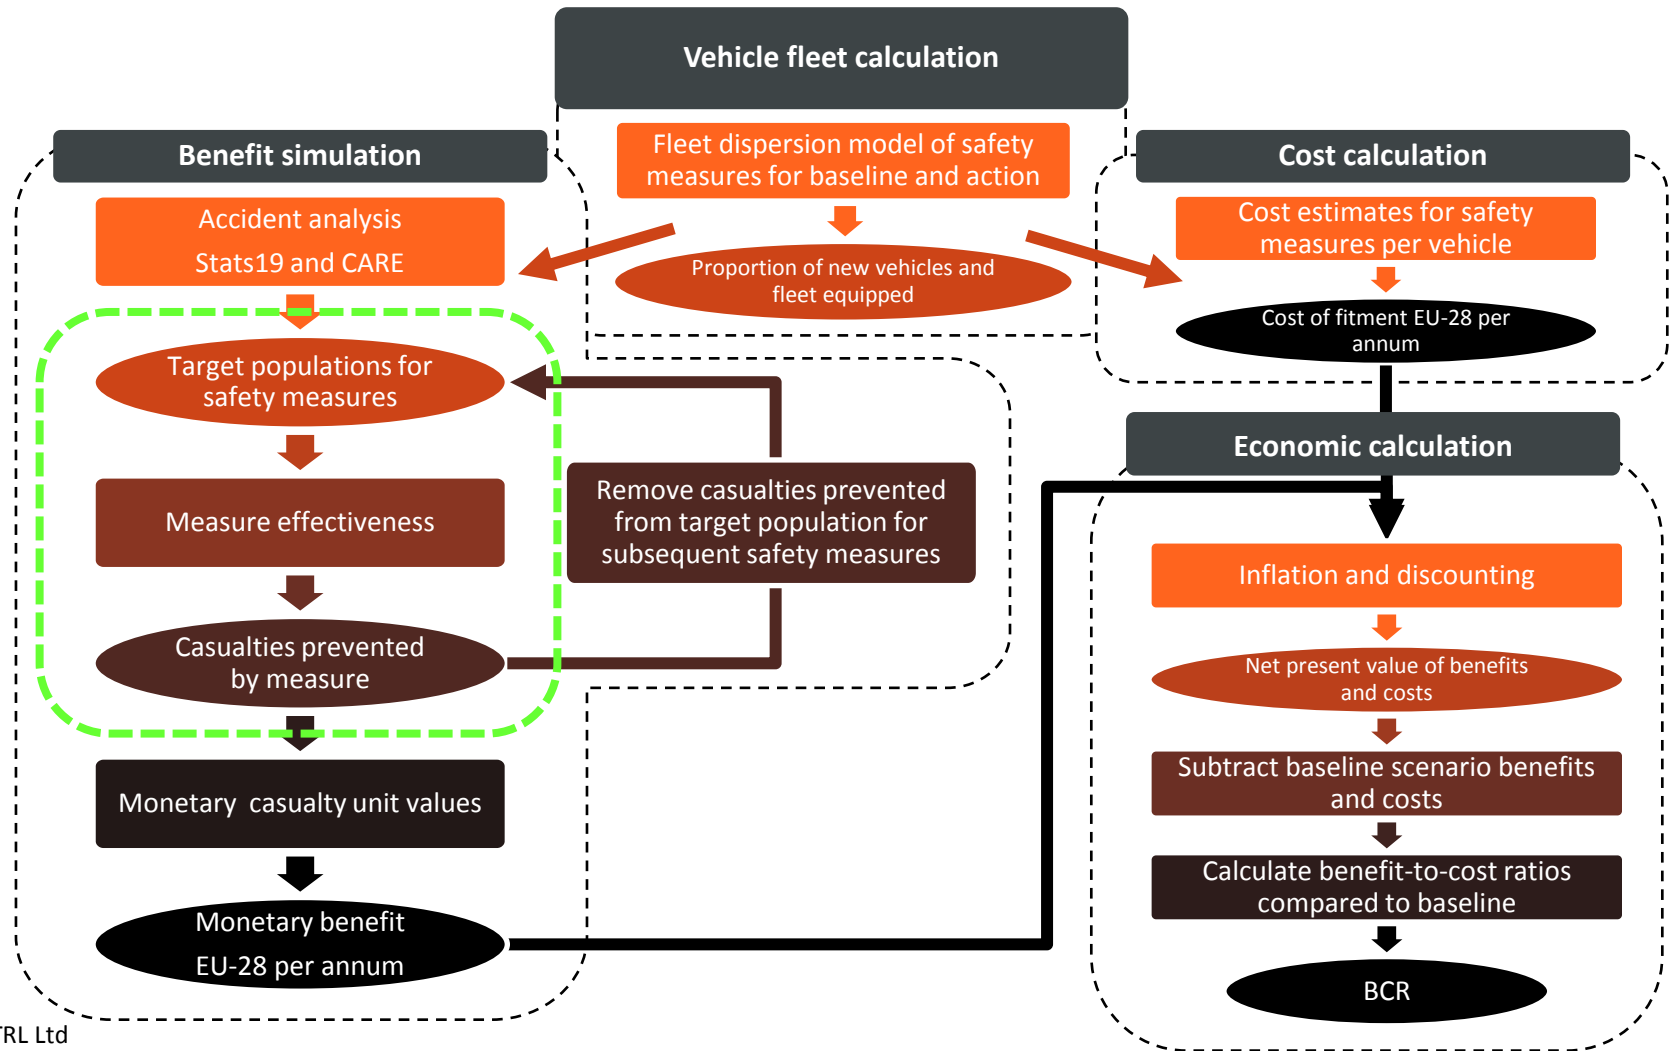 Vehicle fleet calculation
Fleet dispersion model of safety
measures for baseline and action
Proportion of new vehicles and
fleet equipped
Benefit simulation
Accident analysis
Stats19 and CARE
Target populations for
safety measures
Measure effectiveness
Casualties prevented
by measure
Remove casualties prevented
from target population for
subsequent safety measures
Monetary casualty unit values
Monetary benefit
EU-28 per annum
Cost calculation
Cost estimates for safety
measures per vehicle
Cost of fitment EU-28 per
annum
Economic calculation
Inflation and discounting
Net present value of benefits
and costs
Subtract baseline scenario benefits
and costs
Calculate benefit-to-cost ratios
compared to baseline
BCR
TRL Ltd